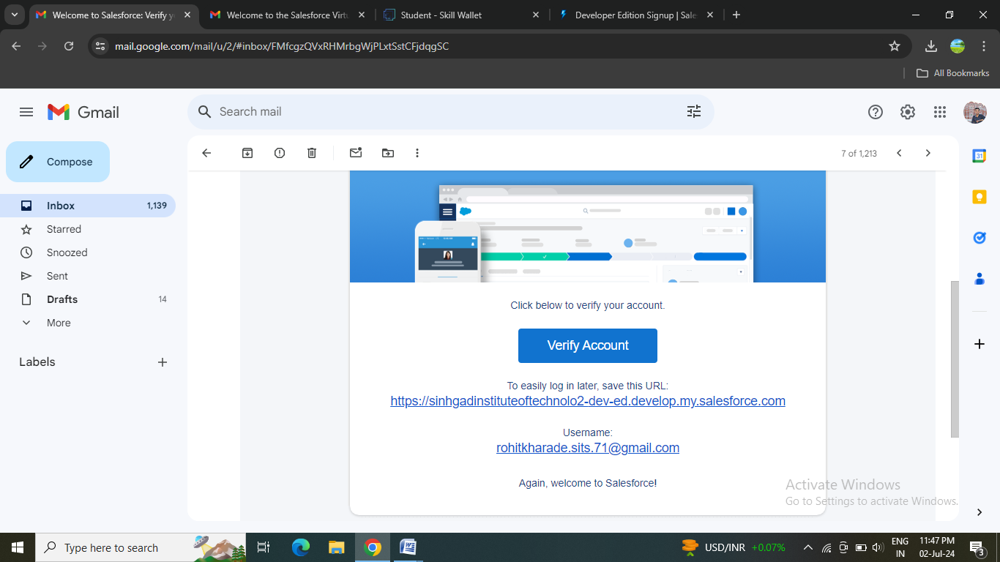 Welcome to Salesforce: Verify y
Welcome to the Salesforce Virtu
Student - Skill Wallet
Developer Edition Signup | Sale
mail.google.com/mail/u/2/#inbox/FMfcgzQVxRHMrbgWjPLxtSstCFjdqgSC
All Bookmarks
Gmail
Search mail
Compose
7 of 1,213
31
Inbox 1,139
Starred
Snoozed
Sent
Drafts 14
More
Labels
Click below to verify your account.
Verify Account
To easily log in later, save this URL:
https://sinhgadinstituteoftechnolo2-dev-ed.develop.my.salesforce.com
Username:
rohitkharade.sits.71@gmail.com
Again, welcome to Salesforce!
Activate Windows
Go to Settings to activate Windows.
Type here to search
USD/INR +0.07%
ENG
IN
11:47 PM
02-Jul-24
3